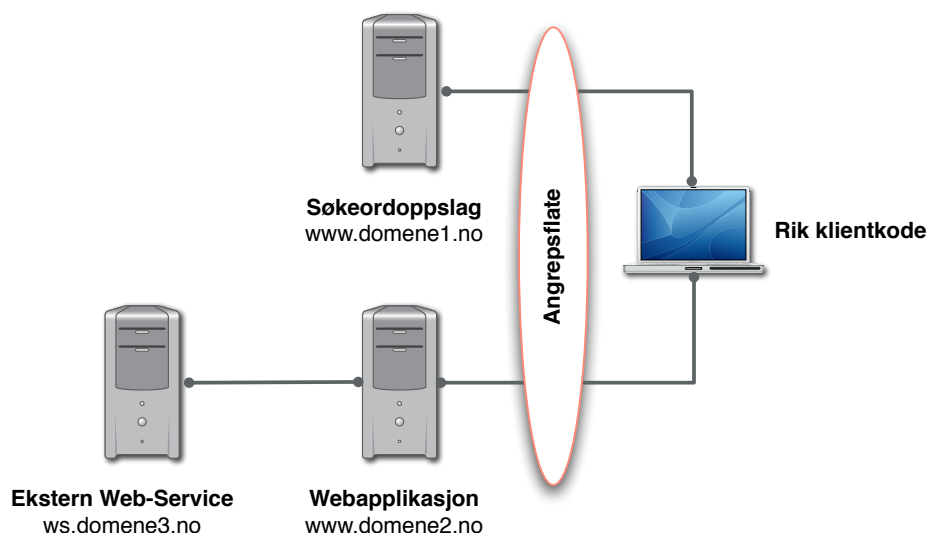 Søkeordoppslag
www.domene1.no
Angrepsflate
Rik klientkode
Ekstern Web-Service
ws.domene3.no
Webapplikasjon
www.domene2.no